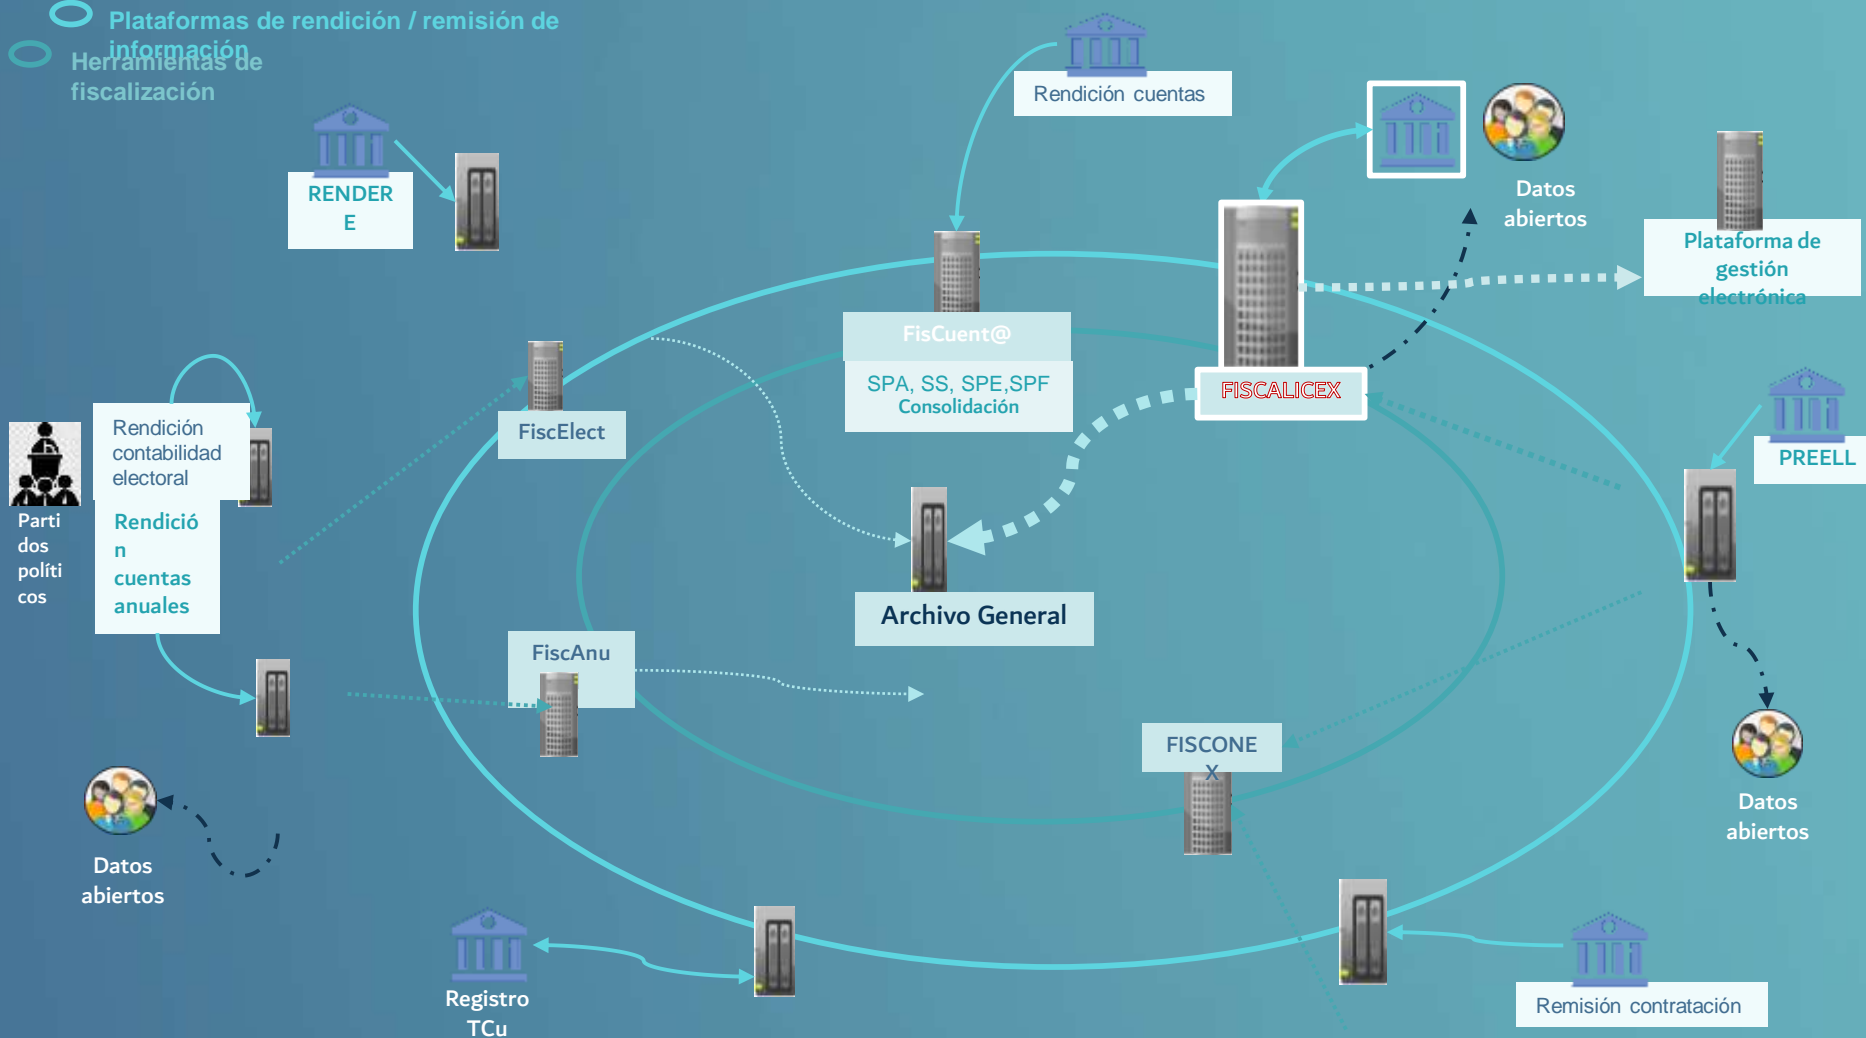 Plataformas de rendición / remisión de
información
Herramientas de
fiscalización
Rendición cuentas
RENDER
E
Datos
abiertos
Plataforma de
gestión
electrónica
FisCuent@
SPA, SS, SPE,SPF
Consolidación
FISCALICEX
FiscElect
Rendición
contabilidad
electoral
Rendició
n
cuentas
anuales
Parti
dos
políti
cos
PREELL
Archivo General
FiscAnu
FISCONE
X
Datos
abiertos
Datos
abiertos
Registro
TCu
Remisión contratación